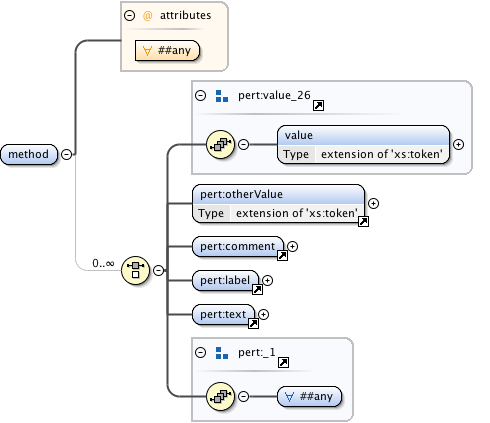 @ attributes
∀ ##any
pert:value_26
value
Type extension of 'xs:token'
method
pert:otherValue
Type extension of 'xs:token'
pert:comment
0..∞
pert:label
pert:text
pert:_1
∀ ##any